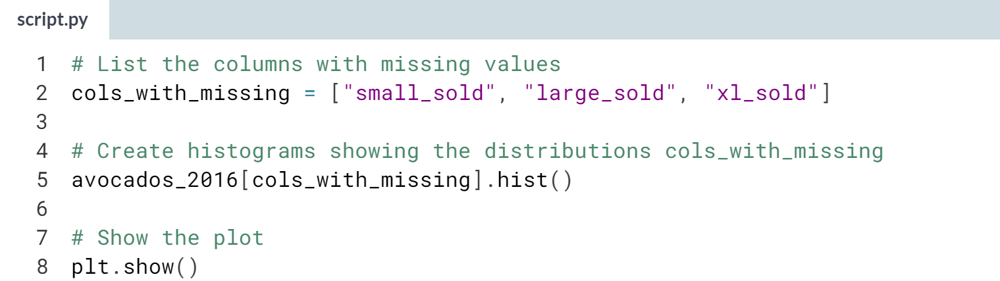 script.py
1 # List the columns with missing values
2 cols_with_missing = ["small_sold", "large_sold", "xl_sold"]
3
4 # Create histograms showing the distributions cols_with_missing
5 avocados_2016[cols_with_missing].hist()
6
7 # Show the plot
8 plt.show()